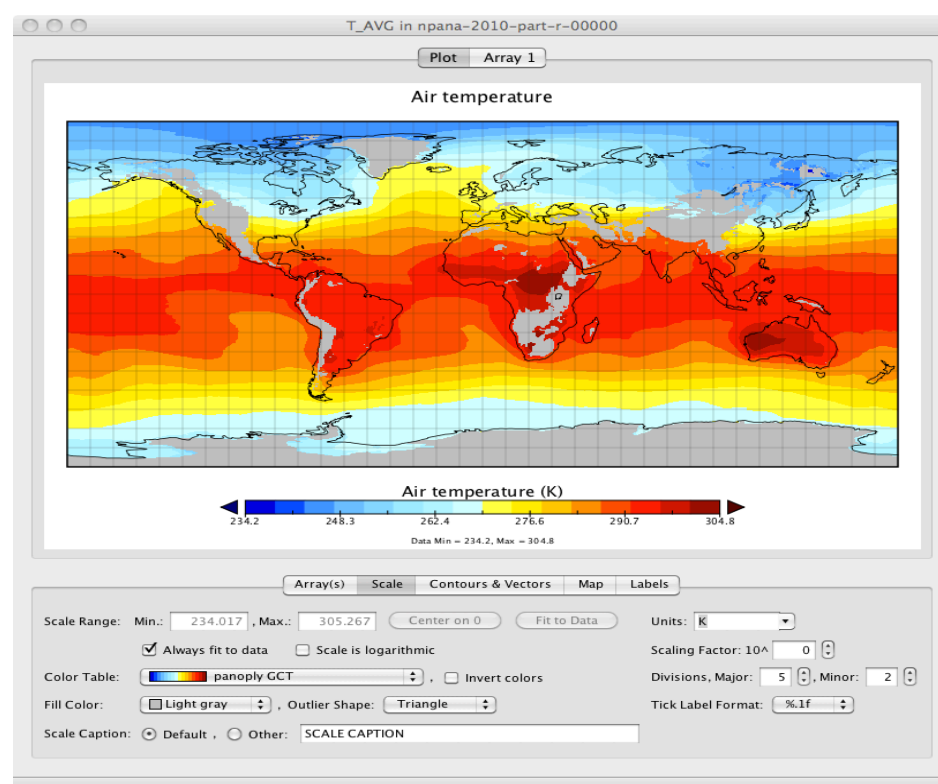 T_AVG in npana-2010-part-r-00000
Plot Array 1
Air temperature
Air temperature (K)
234.2 248.3 262.4 276.6 290.7 304.8
Data Min = 234.2, Max = 304.8
Array(s) Scale Contours & Vectors Map Labels
Scale Range: Min.: 234.017 , Max.: 305.267 Center on 0 Fit to Data Units: K
Always fit to data Scale is logarithmic Scaling Factor: 10^ 0
Color Table: panoply GCT , Invert colors Divisions, Major: 5 , Minor: 2
Fill Color: Light gray , Outlier Shape: Triangle Tick Label Format: %.1f
Scale Caption: Default , Other: SCALE CAPTION